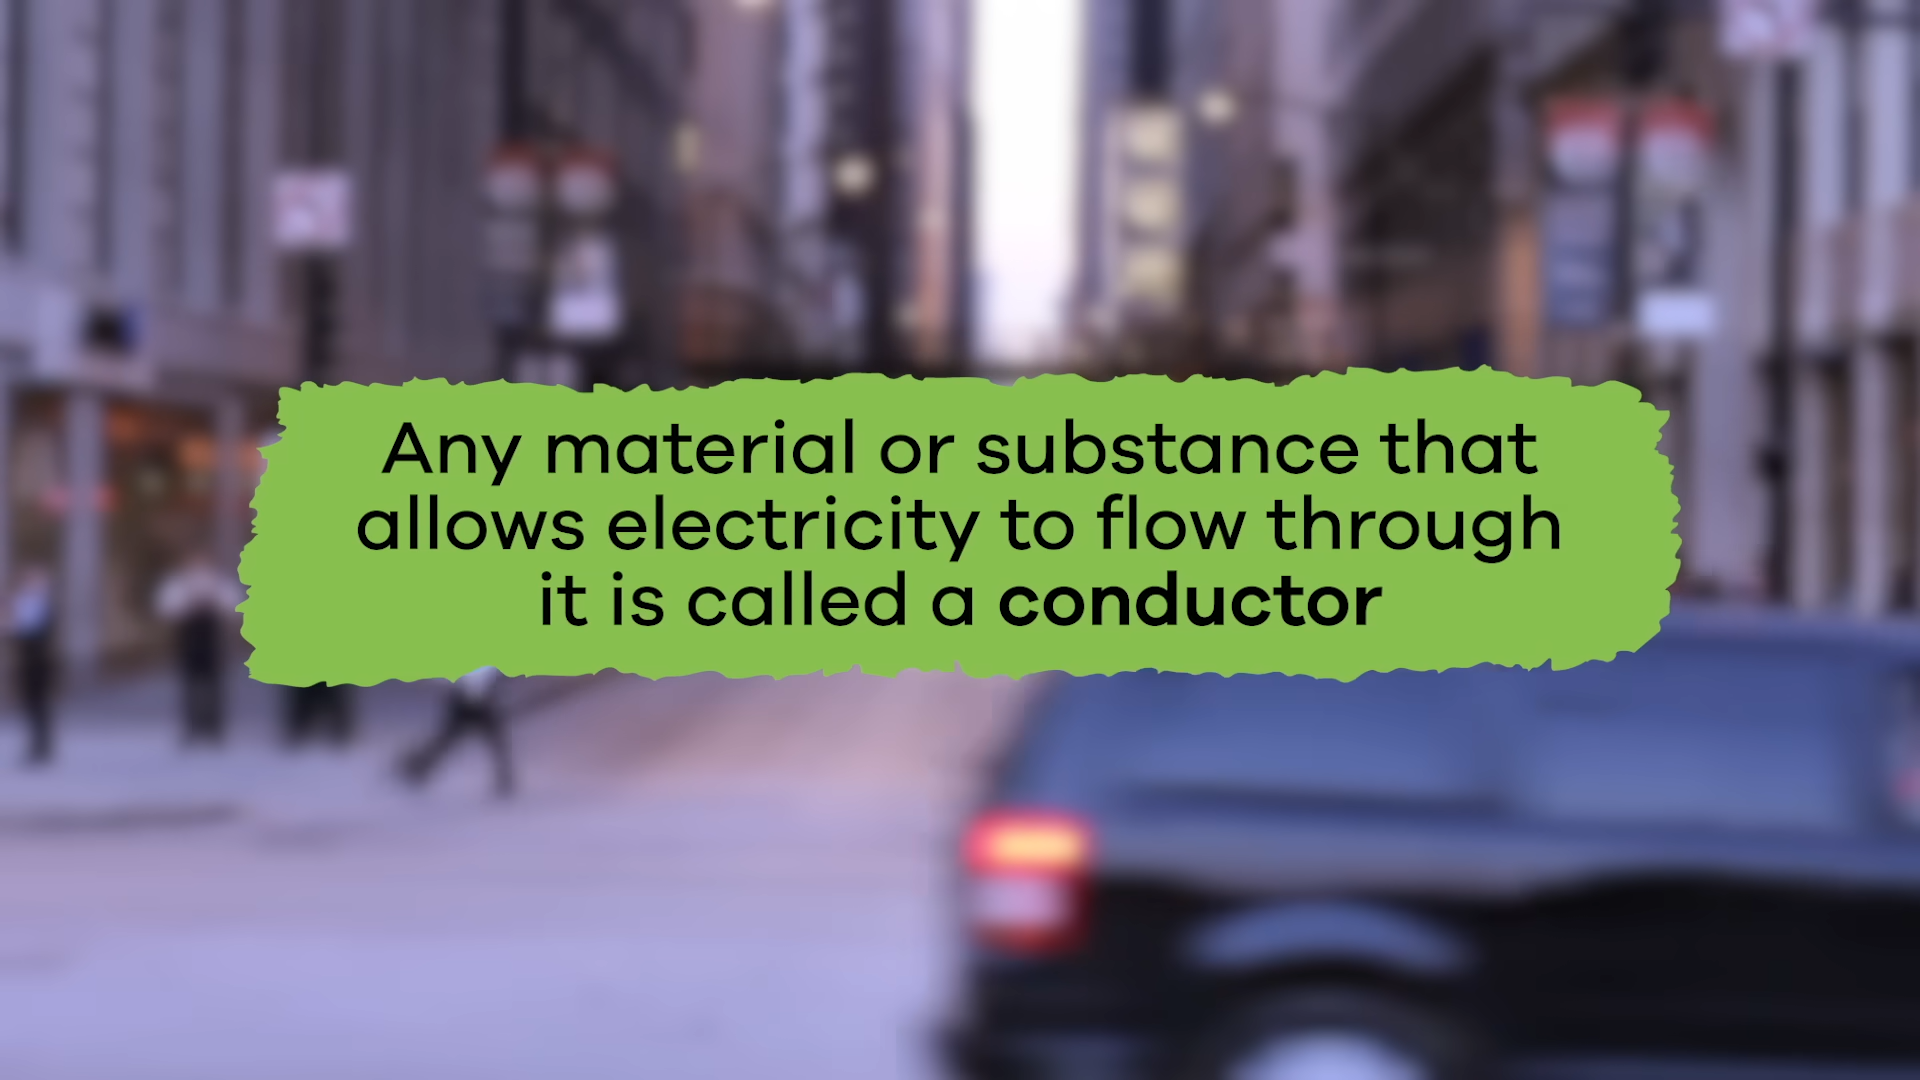 Any material or substance that
allows electricity to flow through
it is called a conductor